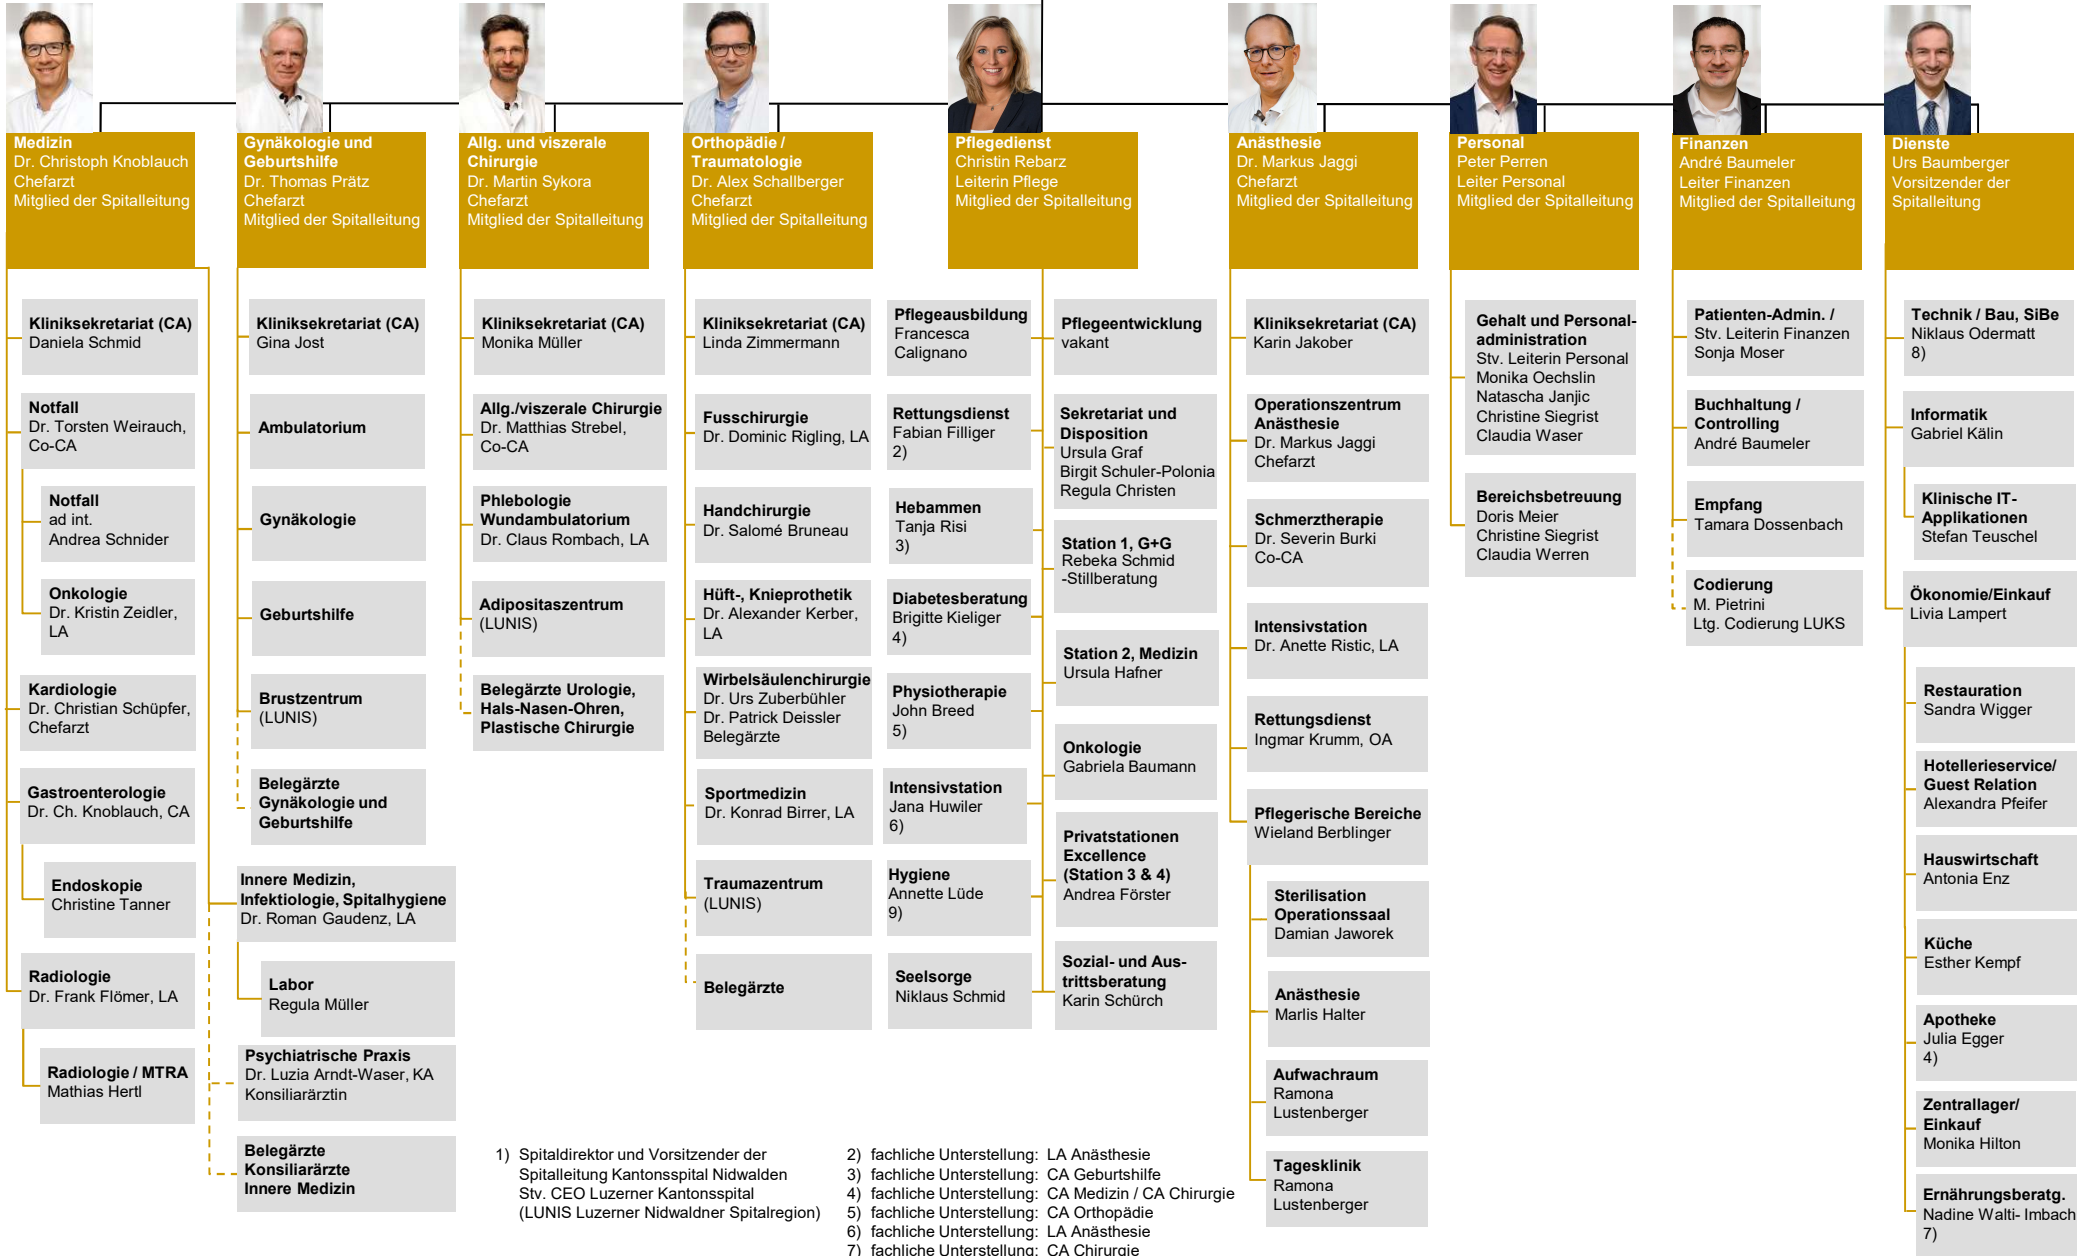 Medizin
Dr. Christoph Knoblauch
Chefarzt
Mitglied der Spitalleitung
Gynäkologie und
Geburtshilfe
Dr. Thomas Prätz
Chefarzt
Mitglied der Spitalleitung
Allg. und viszerale
Chirurgie
Dr. Martin Sykora
Chefarzt
Mitglied der Spitalleitung
Orthopädie /
Traumatologie
Dr. Alex Schallberger
Chefarzt
Mitglied der Spitalleitung
Pflegedienst
Christin Rebarz
Leiterin Pflege
Mitglied der Spitalleitung
Anästhesie
Dr. Markus Jaggi
Chefarzt
Mitglied der Spitalleitung
Personal
Peter Perren
Leiter Personal
Mitglied der Spitalleitung
Finanzen
André Baumeler
Leiter Finanzen
Mitglied der Spitalleitung
Dienste
Urs Baumberger
Vorsitzender der
Spitalleitung
Kliniksekretariat (CA)
Daniela Schmid
Notfall
Dr. Torsten Weirauch,
Co-CA
Notfall
ad int.
Andrea Schnider
Onkologie
Dr. Kristin Zeidler,
LA
Kardiologie
Dr. Christian Schüpfer,
Chefarzt
Gastroenterologie
Dr. Ch. Knoblauch, CA
Endoskopie
Christine Tanner
Radiologie
Dr. Frank Flömer, LA
Radiologie / MTRA
Mathias Hertl
Kliniksekretariat (CA)
Gina Jost
Ambulatorium
Gynäkologie
Geburtshilfe
Brustzentrum
(LUNIS)
Belegärzte
Gynäkologie und
Geburtshilfe
Innere Medizin,
Infektiologie, Spitalhygiene
Dr. Roman Gaudenz, LA
Labor
Regula Müller
Psychiatrische Praxis
Dr. Luzia Arndt-Waser, KA
Konsiliarärztin
Belegärzte
Konsiliarärzte
Innere Medizin
Kliniksekretariat (CA)
Monika Müller
Allg./viszerale Chirurgie
Dr. Matthias Strebel,
Co-CA
Phlebologie
Wundambulatorium
Dr. Claus Rombach, LA
Adipositaszentrum
(LUNIS)
Belegärzte Urologie,
Hals-Nasen-Ohren,
Plastische Chirurgie
Kliniksekretariat (CA)
Linda Zimmermann
Fusschirurgie
Dr. Dominic Rigling, LA
Handchirurgie
Dr. Salomé Bruneau
Hüft-, Knieprothetik
Dr. Alexander Kerber,
LA
Wirbelsäulenchirurgie
Dr. Urs Zuberbühler
Dr. Patrick Deissler
Belegärzte
Sportmedizin
Dr. Konrad Birrer, LA
Traumazentrum
(LUNIS)
Belegärzte
Pflegeausbildung
Francesca
Calignano
Rettungsdienst
Fabian Filliger
2)
Hebammen
Tanja Risi
3)
Diabetesberatung
Brigitte Kieliger
4)
Physiotherapie
John Breed
5)
Intensivstation
Jana Huwiler
6)
Hygiene
Annette Lüde
9)
Seelsorge
Niklaus Schmid
Pflegeentwicklung
vakant
Sekretariat und
Disposition
Ursula Graf
Birgit Schuler-Polonia
Regula Christen
Station 1, G+G
Rebeka Schmid
-Stillberatung
Station 2, Medizin
Ursula Hafner
Onkologie
Gabriela Baumann
Privatstationen
Excellence
(Station 3 & 4)
Andrea Förster
Sozial- und Aus-
trittsberatung
Karin Schürch
Kliniksekretariat (CA)
Karin Jakober
Operationszentrum
Anästhesie
Dr. Markus Jaggi
Chefarzt
Schmerztherapie
Dr. Severin Burki
Co-CA
Intensivstation
Dr. Anette Ristic, LA
Rettungsdienst
Ingmar Krumm, OA
Pflegerische Bereiche
Wieland Berblinger
Sterilisation
Operationssaal
Damian Jaworek
Anästhesie
Marlis Halter
Aufwachraum
Ramona
Lustenberger
Tagesklinik
Ramona
Lustenberger
Gehalt und Personal-
administration
Stv. Leiterin Personal
Monika Oechslin
Natascha Janjic
Christine Siegrist
Claudia Waser
Bereichsbetreuung
Doris Meier
Christine Siegrist
Claudia Werren
Patienten-Admin. /
Stv. Leiterin Finanzen
Sonja Moser
Buchhaltung /
Controlling
André Baumeler
Empfang
Tamara Dossenbach
Codierung
M. Pietrini
Ltg. Codierung LUKS
Technik / Bau, SiBe
Niklaus Odermatt
8)
Informatik
Gabriel Kälin
Klinische IT-
Applikationen
Stefan Teuschel
Ökonomie/Einkauf
Livia Lampert
Restauration
Sandra Wigger
Hotellerieservice/
Guest Relation
Alexandra Pfeifer
Hauswirtschaft
Antonia Enz
Küche
Esther Kempf
Apotheke
Julia Egger
4)
Zentrallager/
Einkauf
Monika Hilton
Ernährungsberatg.
Nadine Walti- Imbach
7)
1) Spitaldirektor und Vorsitzender der
Spitalleitung Kantonsspital Nidwalden
Stv. CEO Luzerner Kantonsspital
(LUNIS Luzerner Nidwaldner Spitalregion)
2) fachliche Unterstellung: LA Anästhesie
3) fachliche Unterstellung: CA Geburtshilfe
4) fachliche Unterstellung: CA Medizin / CA Chirurgie
5) fachliche Unterstellung: CA Orthopädie
6) fachliche Unterstellung: LA Anästhesie
7) fachliche Unterstellung: CA Chirurgie